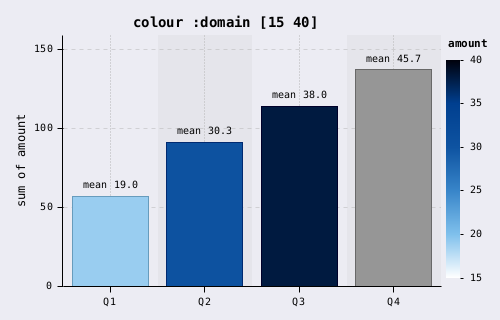 colour :domain [15 40]
amount
sum of amount
150
100
50
0
mean 19.0
mean 30.3
mean 38.0
mean 45.7
Q1
Q2
Q3
Q4
40
35
30
25
20
15